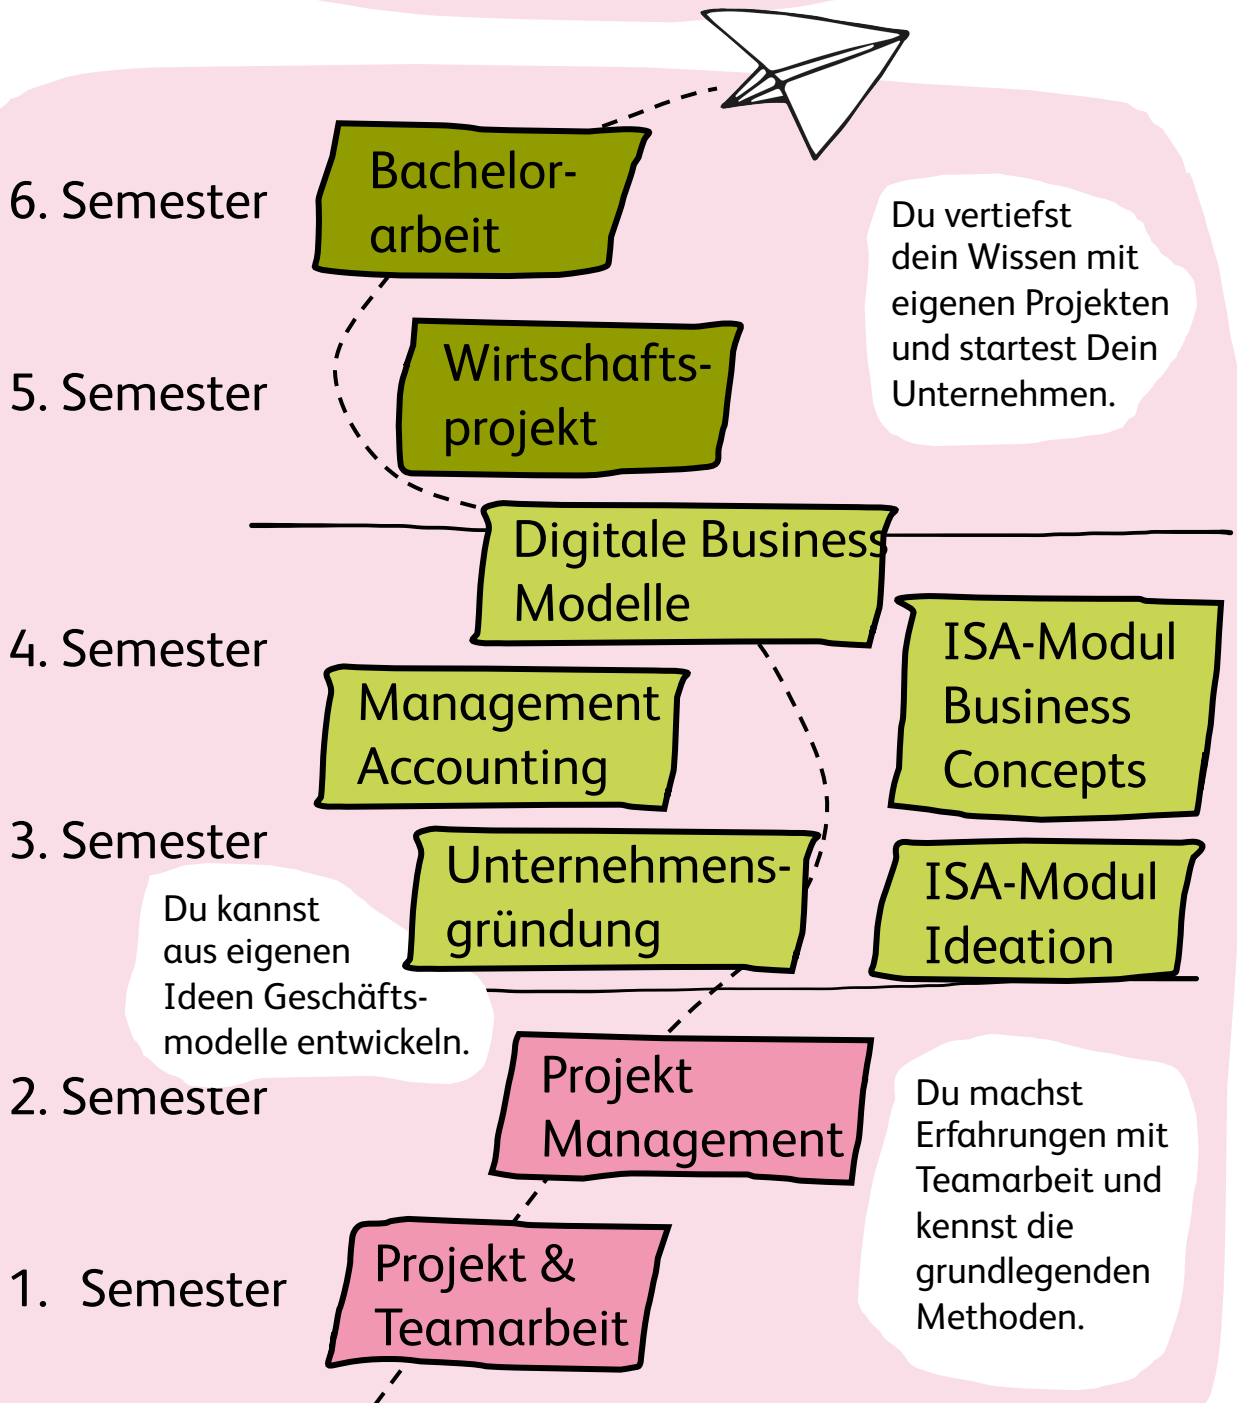 6. Semester
Bachelor-
arbeit
Du vertiefst
dein Wissen mit
eigenen Projekten
und startest Dein
Unternehmen.
5. Semester
Wirtschafts-
projekt
Digitale Business
Modelle
4. Semester
ISA-Modul
Business
Concepts
Management
Accounting
3. Semester
Unternehmens-
gründung
ISA-Modul
Ideation
Du kannst
aus eigenen
Ideen Geschäfts-
modelle entwickeln.
2. Semester
Projekt
Management
Du machst
Erfahrungen mit
Teamarbeit und
kennst die
grundlegenden
Methoden.
1. Semester
Projekt &
Teamarbeit